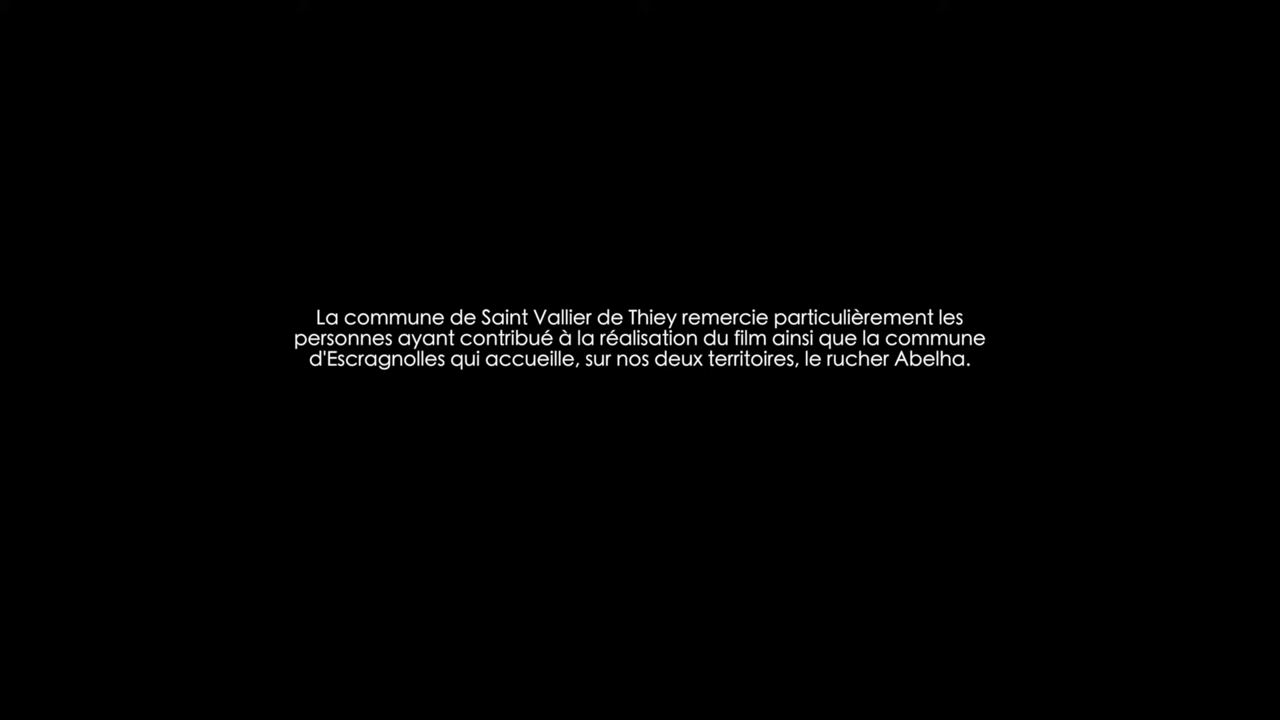 La commune de Saint Vallier de Thiey remercie particulièrement les
personnes ayant contribué à la réalisation du film ainsi que la commune
d'Escragnolles qui accueille, sur nos deux territoires, le rucher Abelha.